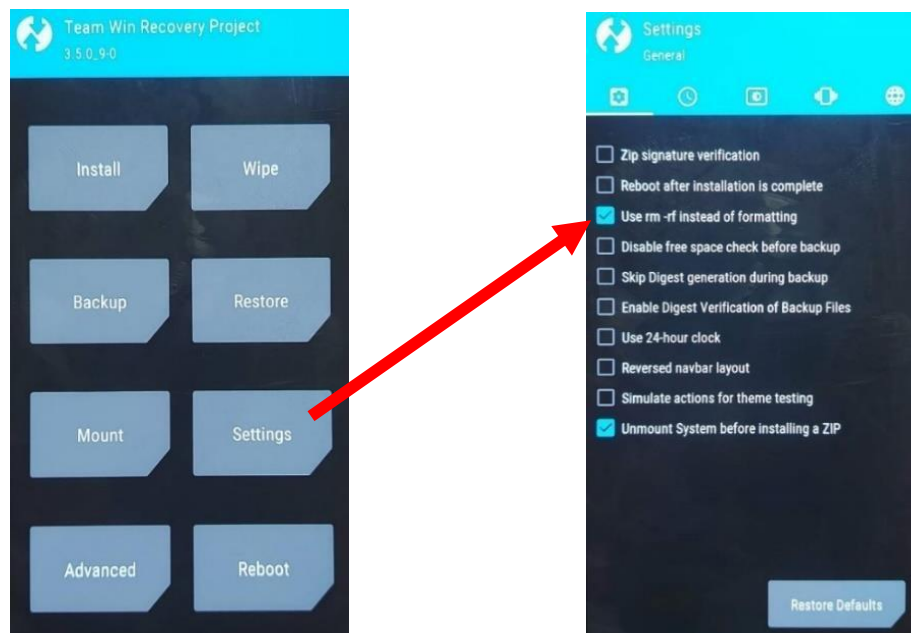 Team Win Recovery Project
3.5.0_9-0
Install
Wipe
Backup
Restore
Mount
Settings
Advanced
Reboot
Settings
General
Zip signature verification
Reboot after installation is complete
Use rm -rf instead of formatting
Disable free space check before backup
Skip Digest generation during backup
Enable Digest Verification of Backup Files
Use 24-hour clock
Reversed navbar layout
Simulate actions for theme testing
Unmount System before installing a ZIP
Restore Defaults